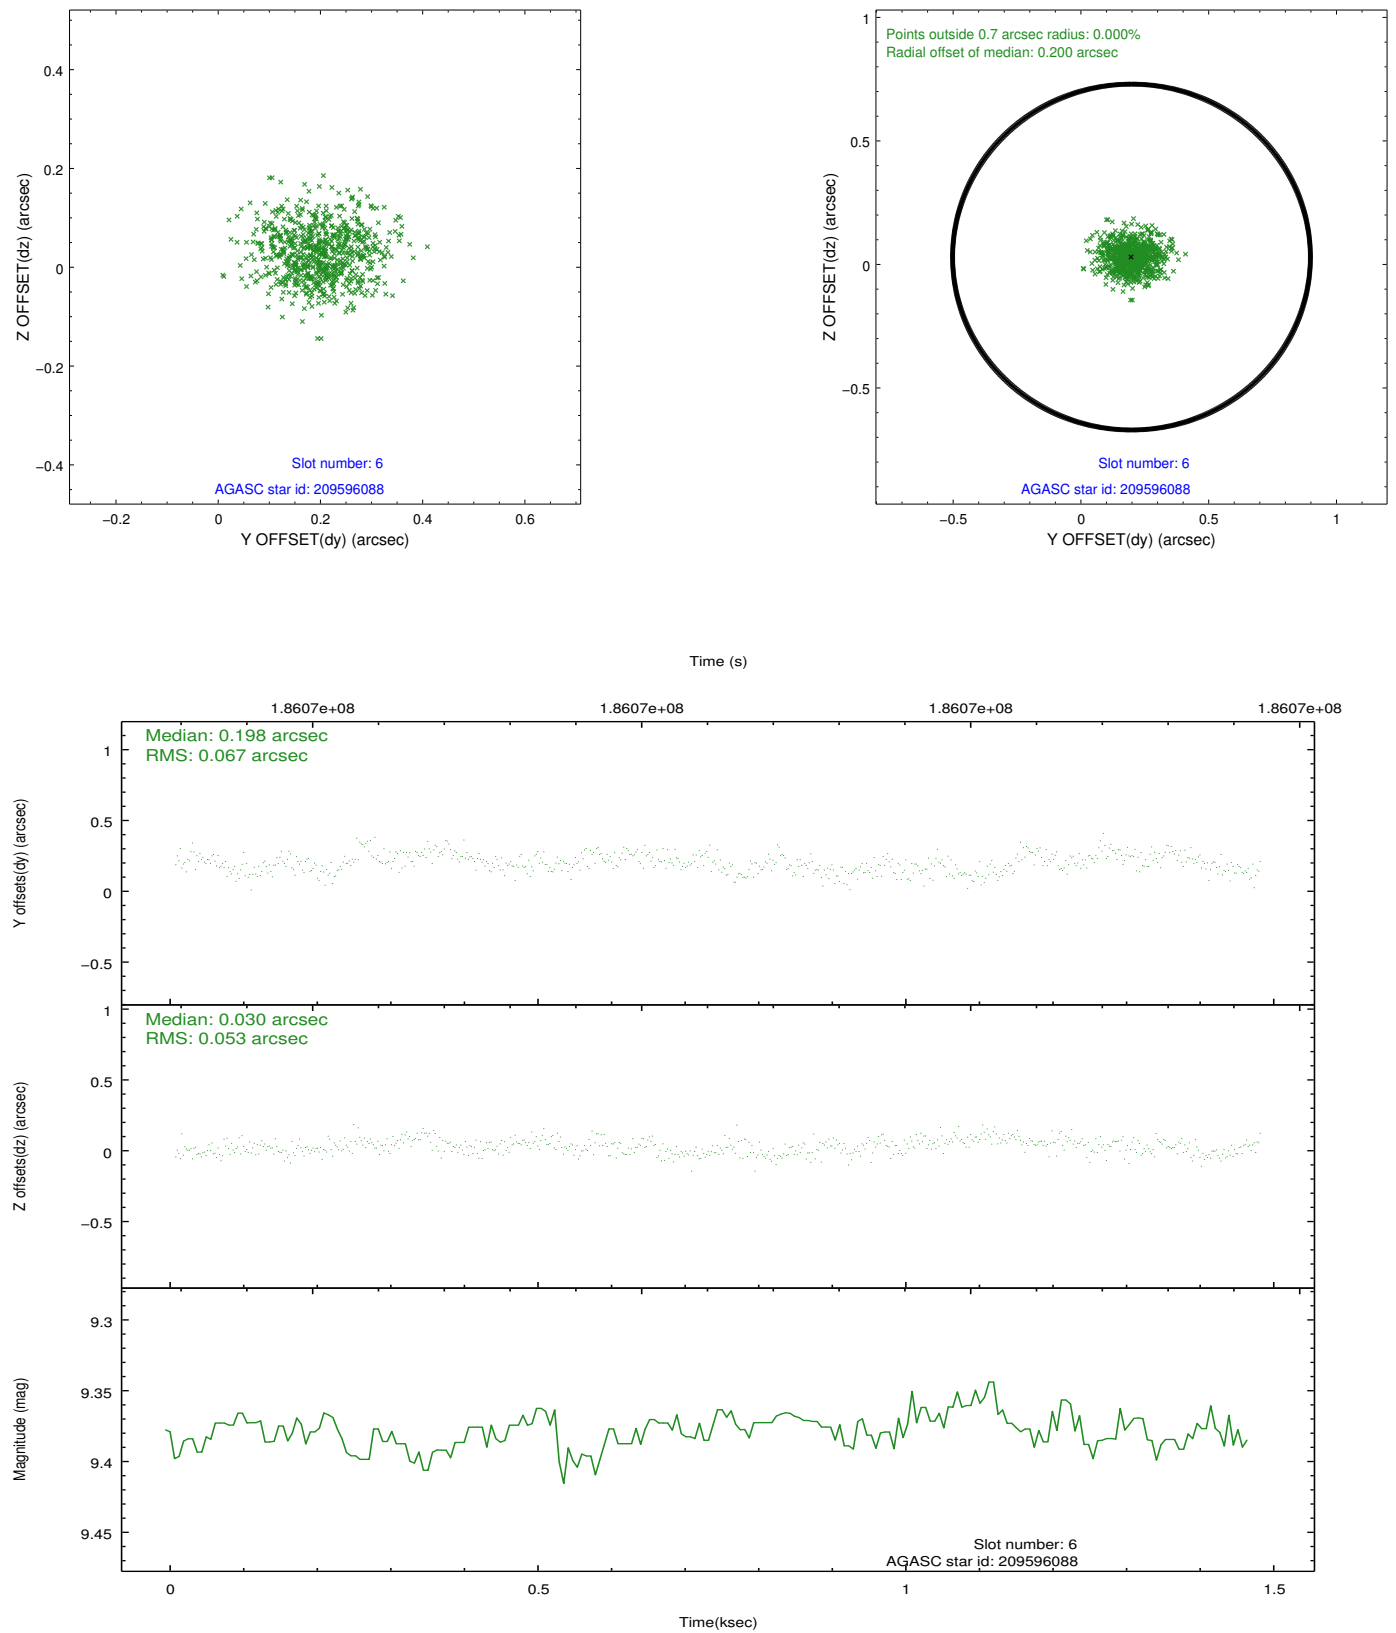 0.4
0.2
0
−0.2
−0.4
Z OFFSET(dz) (arcsec)
Slot number: 6
AGASC star id: 209596088
−0.2 0 0.2 0.4 0.6
Y OFFSET(dy) (arcsec)
Points outside 0.7 arcsec radius: 0.000%
Radial offset of median: 0.200 arcsec
1
0.5
0
−0.5
Z OFFSET(dz) (arcsec)
Slot number: 6
AGASC star id: 209596088
−0.5 0 0.5 1
Y OFFSET(dy) (arcsec)
Time (s)
1.8607e+08 1.8607e+08 1.8607e+08 1.8607e+08
Median: 0.198 arcsec
RMS: 0.067 arcsec
1
0.5
0
−0.5
Y offsets(dy) (arcsec)
Median: 0.030 arcsec
RMS: 0.053 arcsec
1
0.5
0
−0.5
Z offsets(dz) (arcsec)
9.3
9.35
9.4
9.45
Magnitude (mag)
Slot number: 6
AGASC star id: 209596088
0 0.5 1 1.5
Time(ksec)